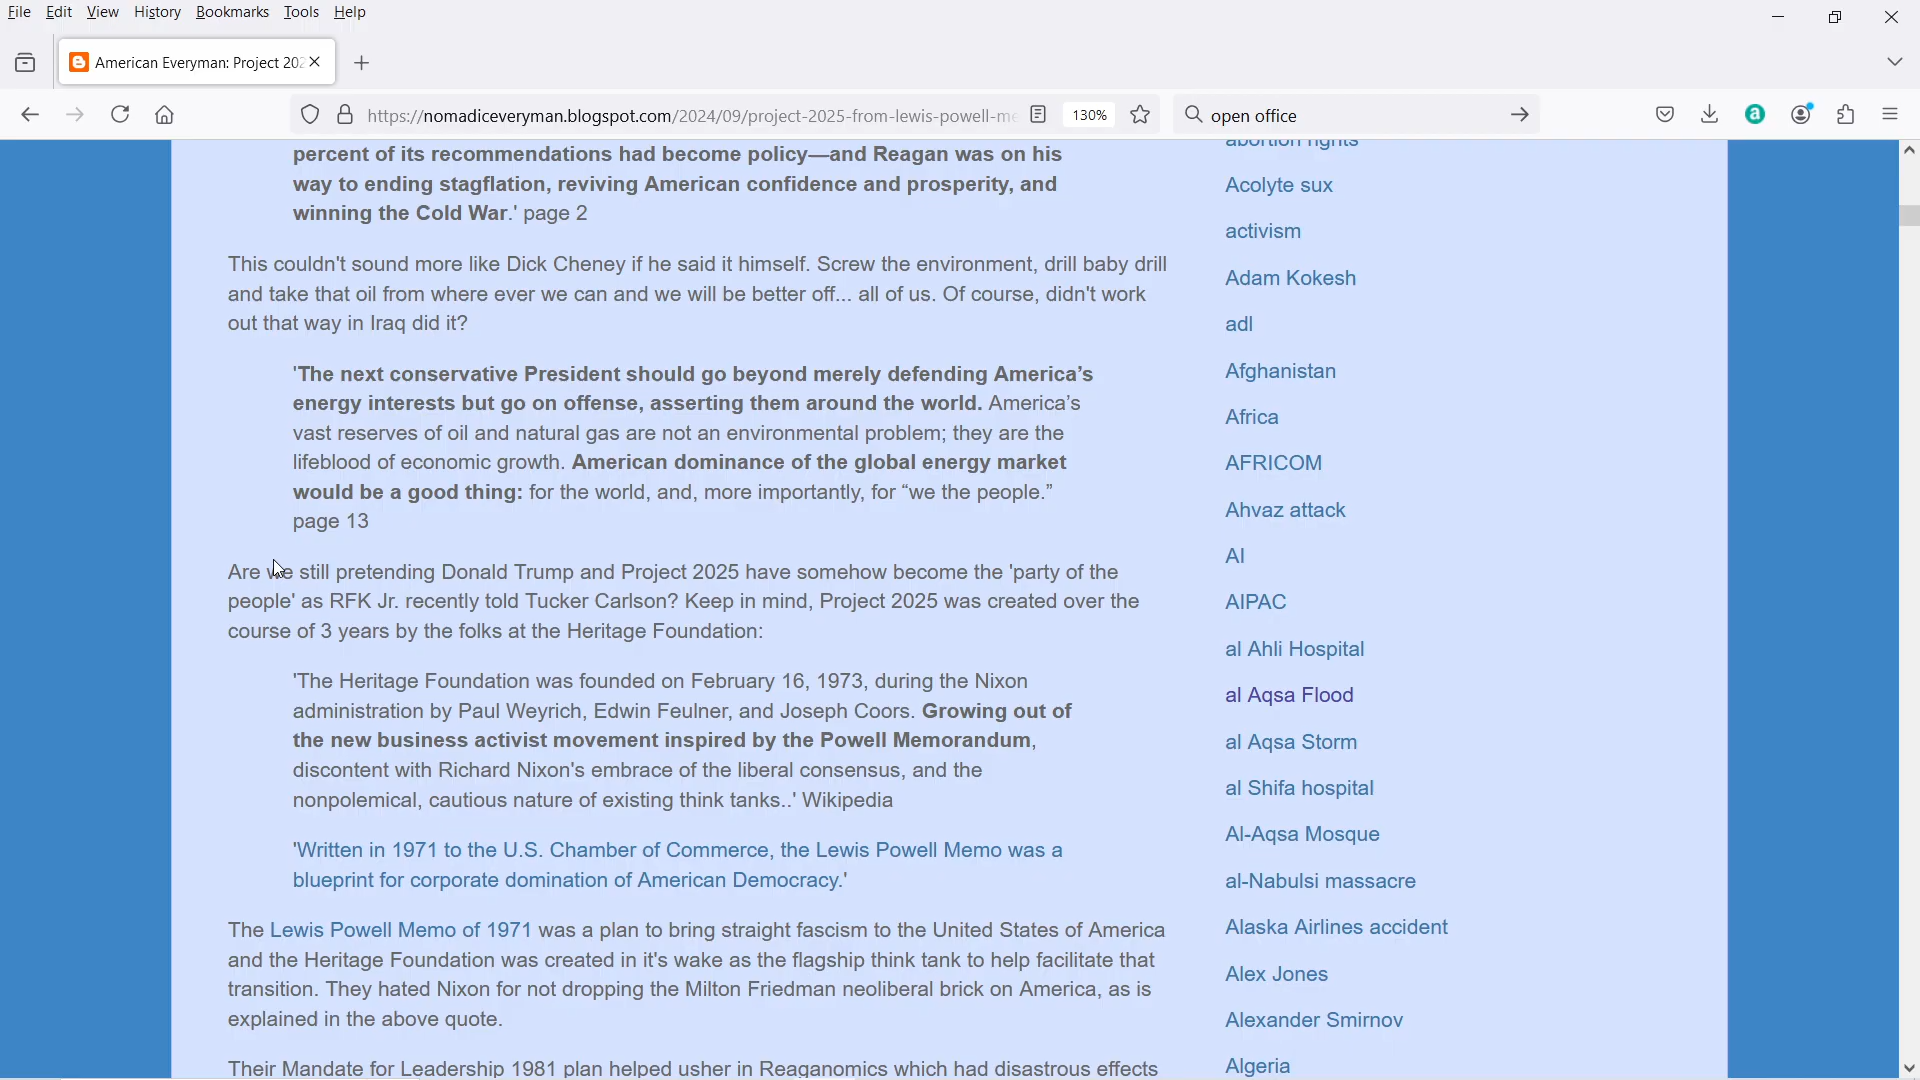 File Edit View History Bookmarks Tools Help
American Everyman: Project 202
https://nomadiceveryman.blogspot.com/2024/09/project-2025-from-lewis-powell-me
130%
open office
percent of its recommendations had become policy—and Reagan was on his
way to ending stagflation, reviving American confidence and prosperity, and
winning the Cold War.' page 2
This couldn't sound more like Dick Cheney if he said it himself. Screw the environment, drill baby drill
and take that oil from where ever we can and we will be better off... all of us. Of course, didn't work
out that way in Iraq did it?
'The next conservative President should go beyond merely defending America’s
energy interests but go on offense, asserting them around the world. America’s
vast reserves of oil and natural gas are not an environmental problem; they are the
lifeblood of economic growth. American dominance of the global energy market
would be a good thing: for the world, and, more importantly, for “we the people.”
page 13
Are we still pretending Donald Trump and Project 2025 have somehow become the 'party of the
people' as RFK Jr. recently told Tucker Carlson? Keep in mind, Project 2025 was created over the
course of 3 years by the folks at the Heritage Foundation:
'The Heritage Foundation was founded on February 16, 1973, during the Nixon
administration by Paul Weyrich, Edwin Feulner, and Joseph Coors. Growing out of
the new business activist movement inspired by the Powell Memorandum,
discontent with Richard Nixon's embrace of the liberal consensus, and the
nonpolemical, cautious nature of existing think tanks..' Wikipedia
'Written in 1971 to the U.S. Chamber of Commerce, the Lewis Powell Memo was a
blueprint for corporate domination of American Democracy.'
The Lewis Powell Memo of 1971 was a plan to bring straight fascism to the United States of America
and the Heritage Foundation was created in it's wake as the flagship think tank to help facilitate that
transition. They hated Nixon for not dropping the Milton Friedman neoliberal brick on America, as is
explained in the above quote.
Their Mandate for Leadership 1981 plan helped usher in Reaganomics which had disastrous effects
abortion rights
Acolyte sux
activism
Adam Kokesh
adl
Afghanistan
Africa
AFRICOM
Ahvaz attack
AI
AIPAC
al Ahli Hospital
al Aqsa Flood
al Aqsa Storm
al Shifa hospital
Al-Aqsa Mosque
al-Nabulsi massacre
Alaska Airlines accident
Alex Jones
Alexander Smirnov
Algeria